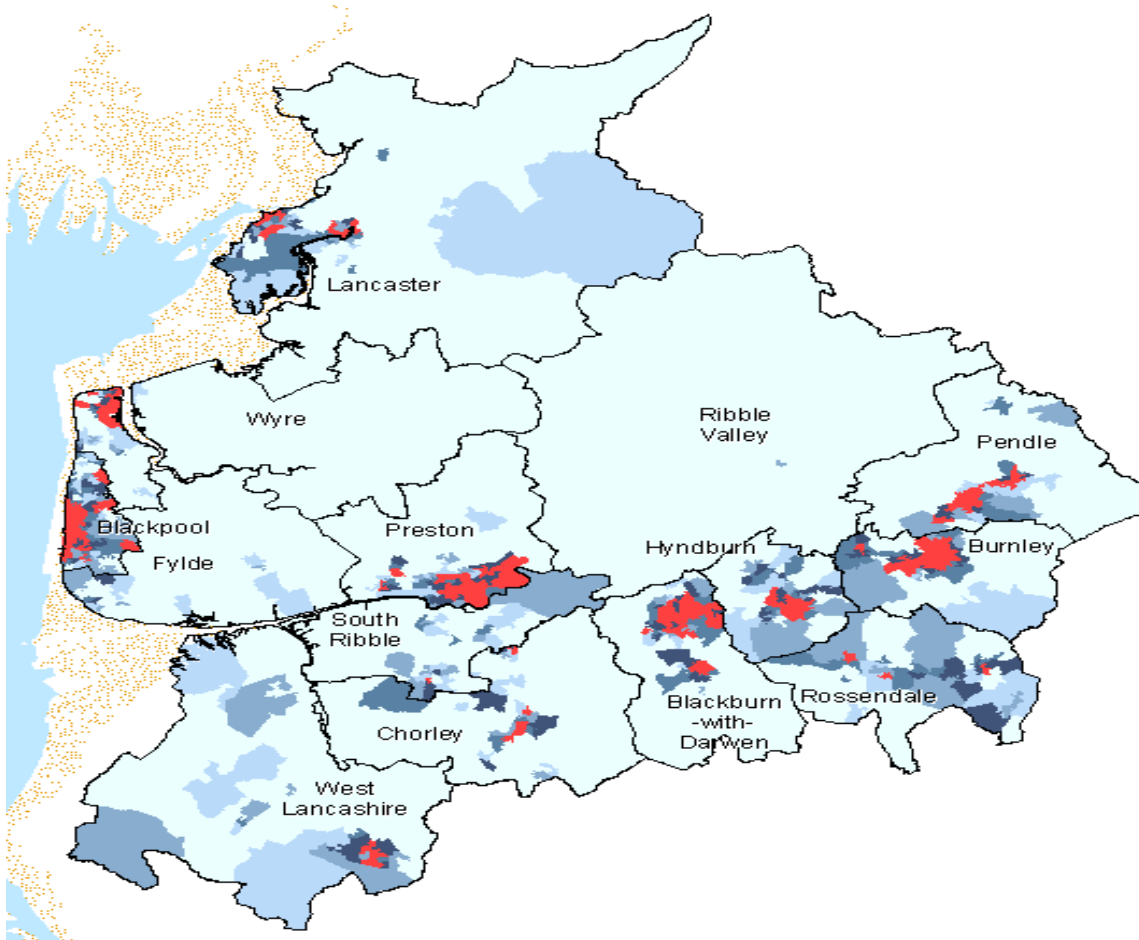 Lancaster
Wyre
Ribble
Valley
Pendle
Blackpool
Preston
Hyndburn
Burnley
Fylde
South
Ribble
Rossendale
Blackburn
-with-
Darwen
Chorley
West
Lancashire